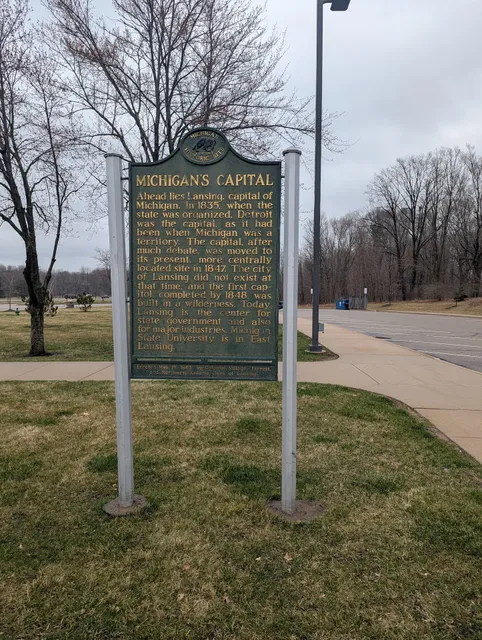 MICHIGAN
HISTORIC SITE
MICHIGAN'S CAPITAL
Ahead lies Lansing, capital of
Michigan. In 1835, when the
state was organized, Detroit
was the capital, as it had
been when Michigan was a
territory. The capital, after
much debate, was moved to
its present, more centrally
located site in 1847. The city
of Lansing did not exist at
that time, and the first cap-
itol, completed by 1848, was
built in a wilderness. Today
Lansing is the center for
state government and also
for major industries. Michigan
State University is in East
Lansing.